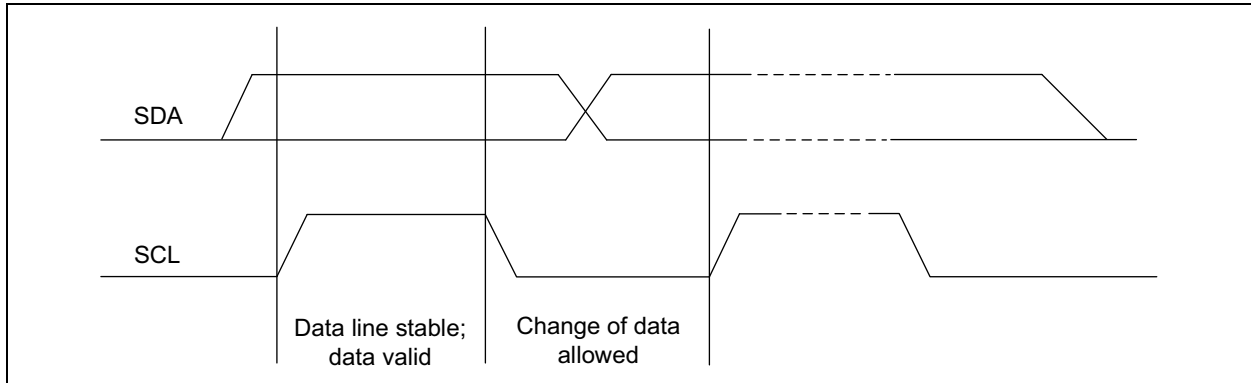 SDA
SCL
Data line stable;
data valid
Change of data
allowed